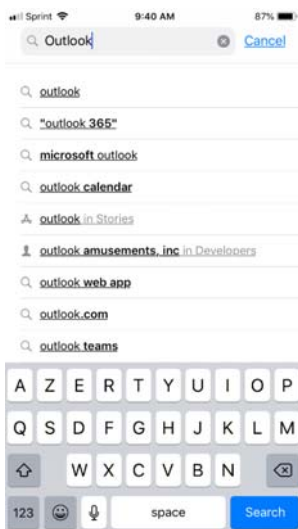 Sprint 9:40 AM 87%
Outlook Cancel
outlook
"outlook 365"
microsoft outlook
outlook calendar
outlook in Stories
outlook amusements, inc in Developers
outlook web app
outlook.com
outlook teams
A Z E R T Y U I O P
Q S D F G H J K L M
W X C V B N
123 space Search